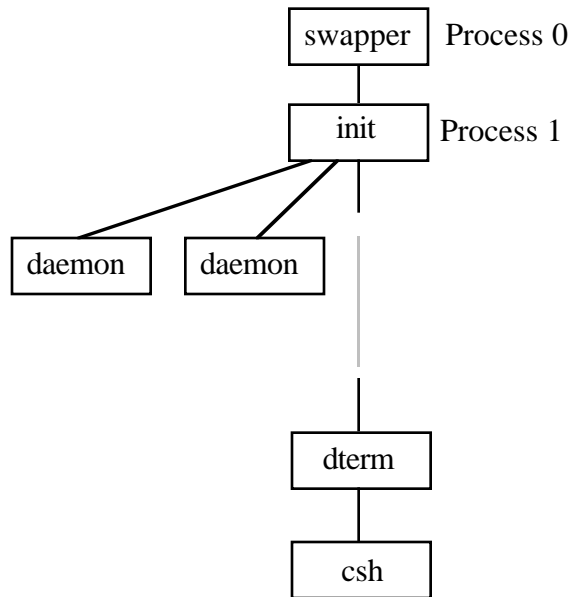 swapper Process 0
init Process 1
daemon daemon
dterm
csh